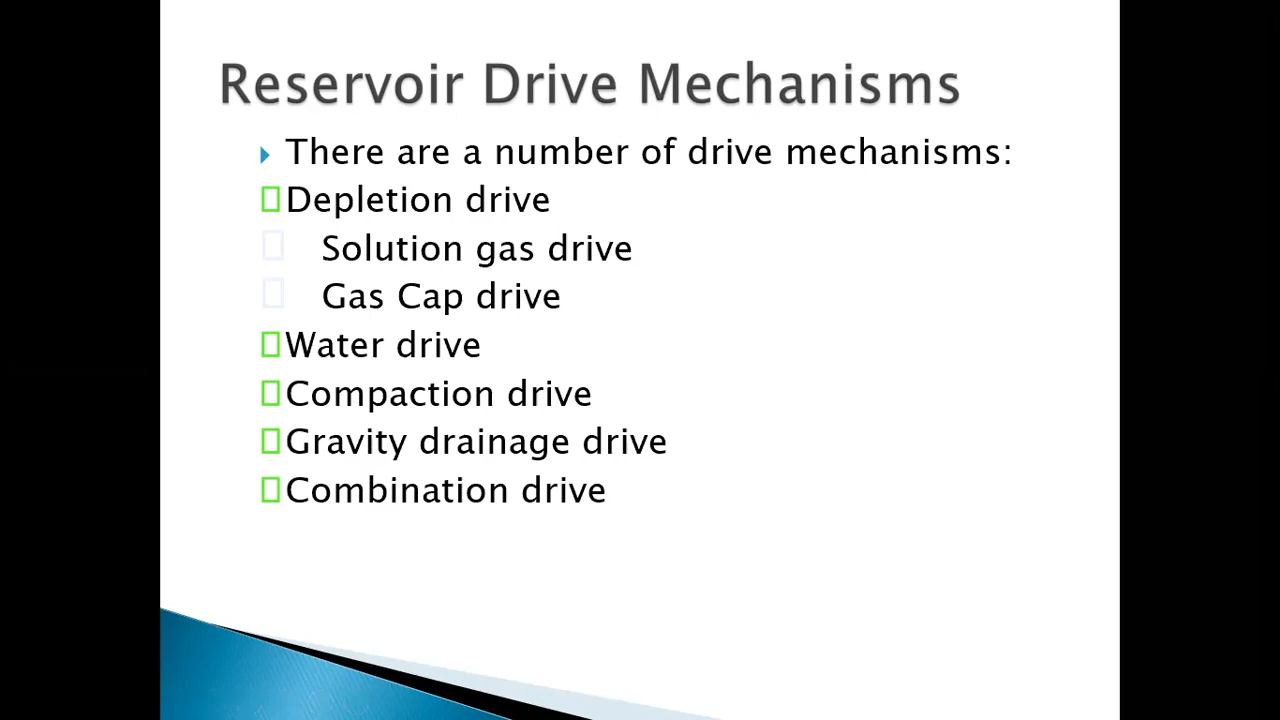 Reservoir Drive Mechanisms
There are a number of drive mechanisms:
Depletion drive
Solution gas drive
Gas Cap drive
Water drive
Compaction drive
Gravity drainage drive
Combination drive